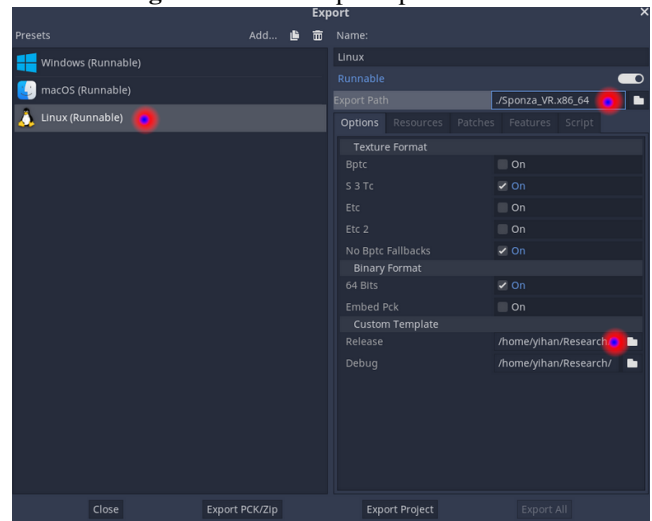 Export
Presets Add...
Windows (Runnable)
macOS (Runnable)
Linux (Runnable)
Name:
Linux
Runnable
Export Path ./Sponza_VR.x86_64
Options Resources Patches Features Script
Texture Format
Bptc On
S 3 Tc On
Etc On
Etc 2 On
No Bptc Fallbacks On
Binary Format
64 Bits On
Embed Pck On
Custom Template
Release /home/yihan/Research
Debug /home/yihan/Research/
Close Export PCK/Zip Export Project Export All